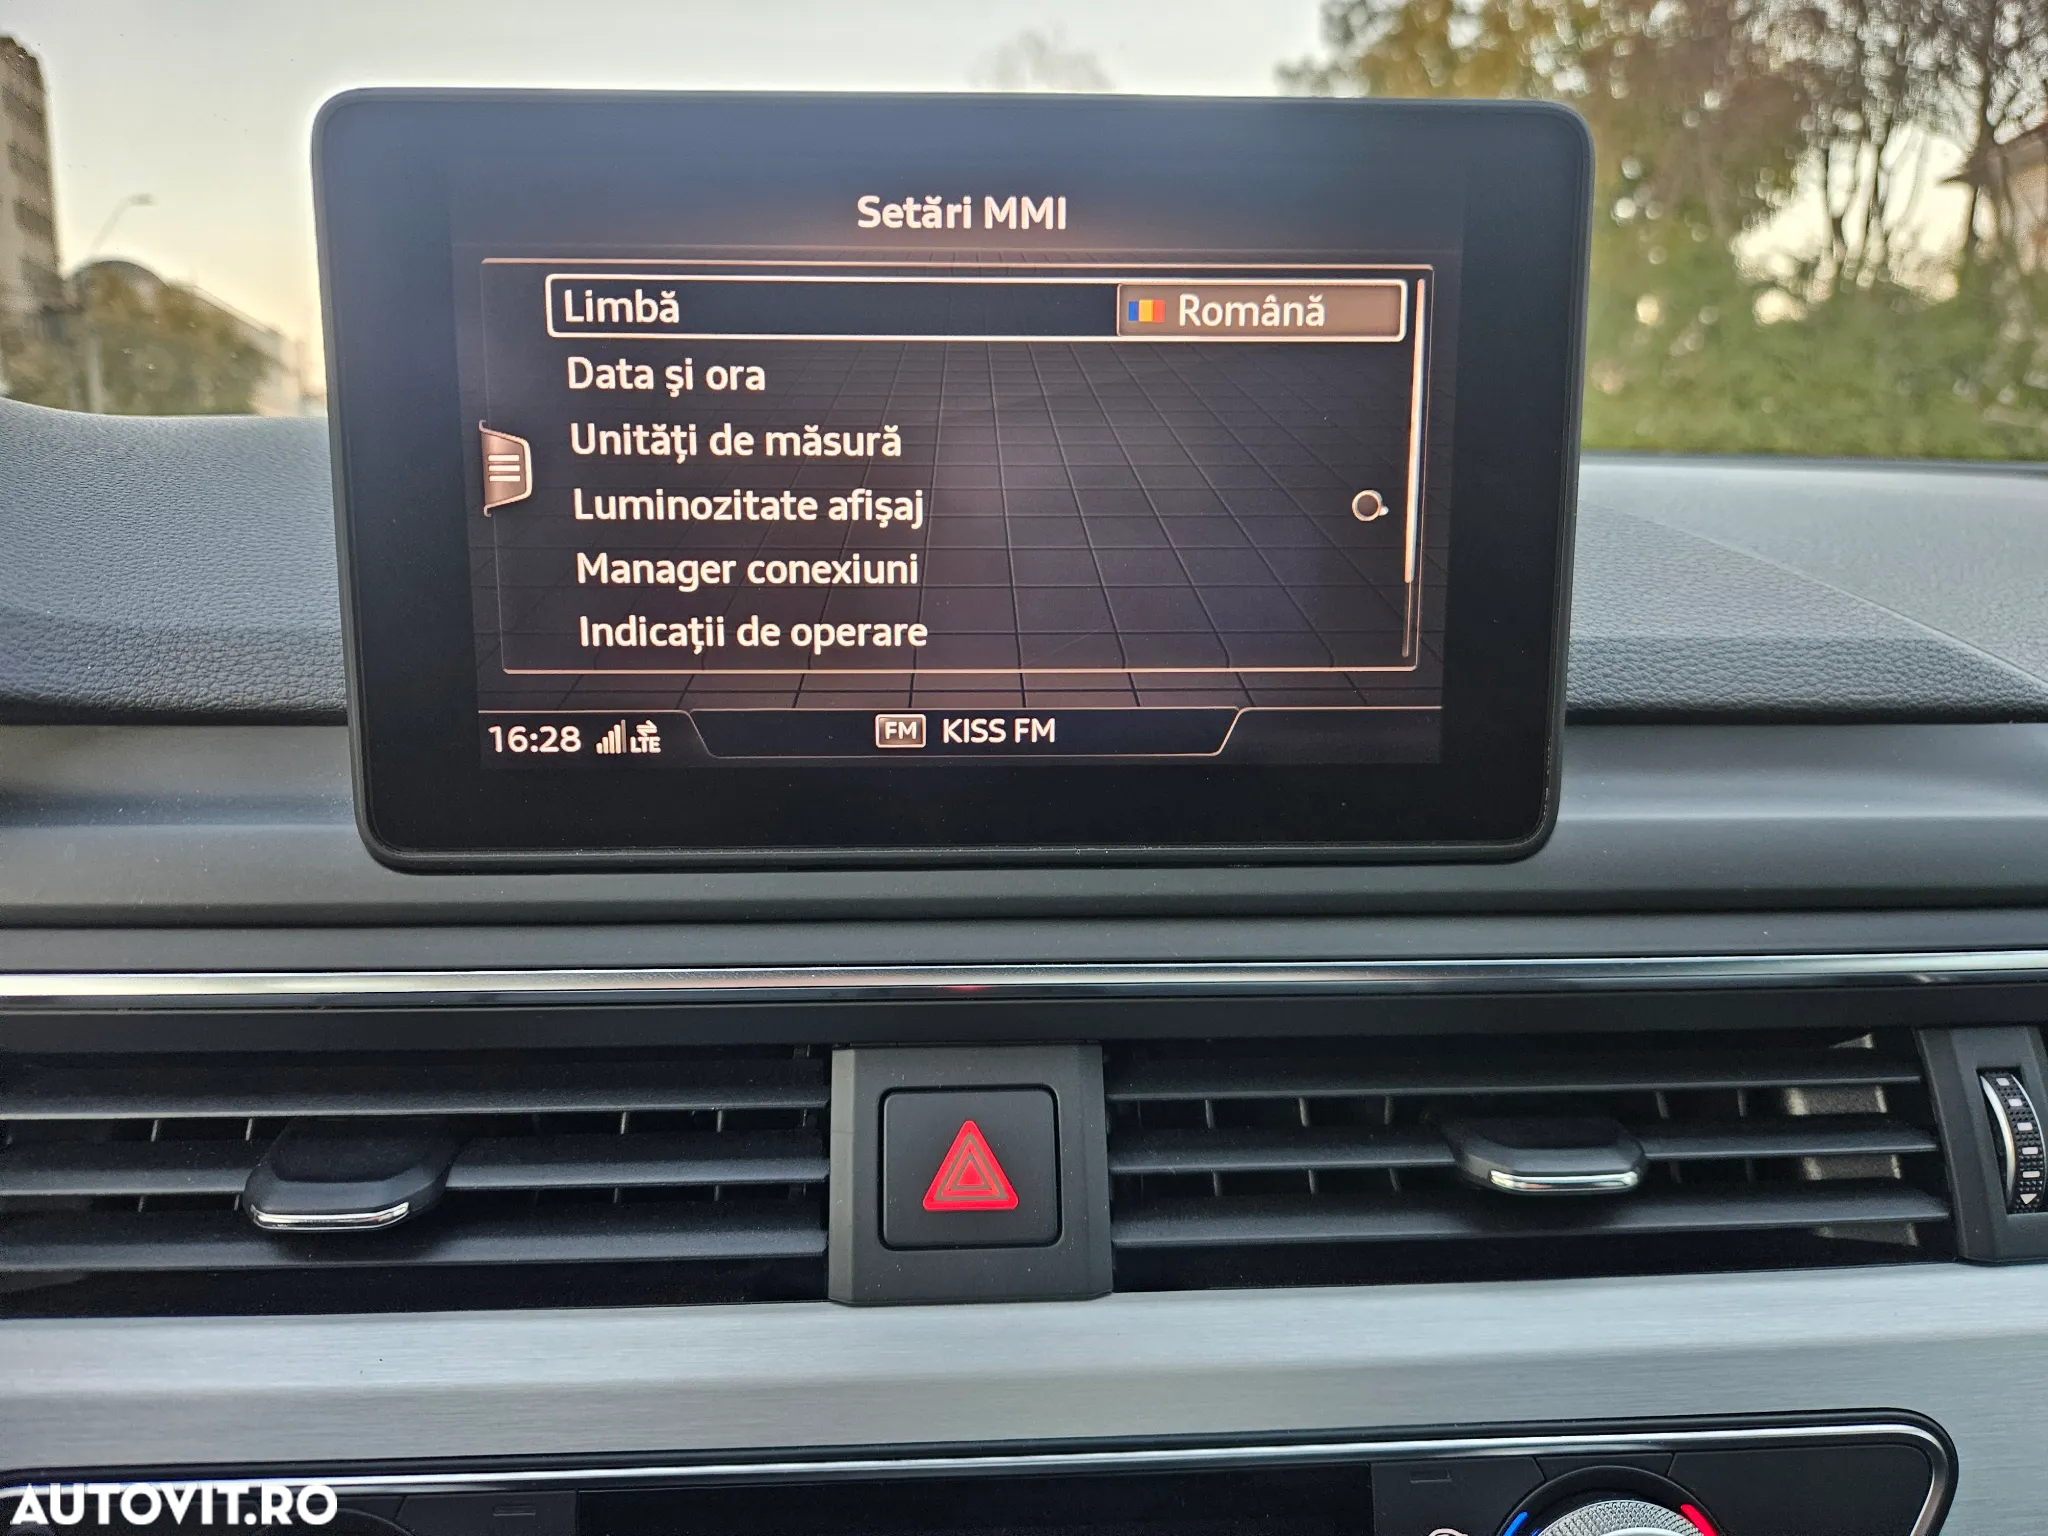 Setări MMI
Limbă Română
Data și ora
Unități de măsură
Luminozitate afișaj
Manager conexiuni
Indicații de operare
16:28 LTE FM KISS FM
AUTOVIT.RO